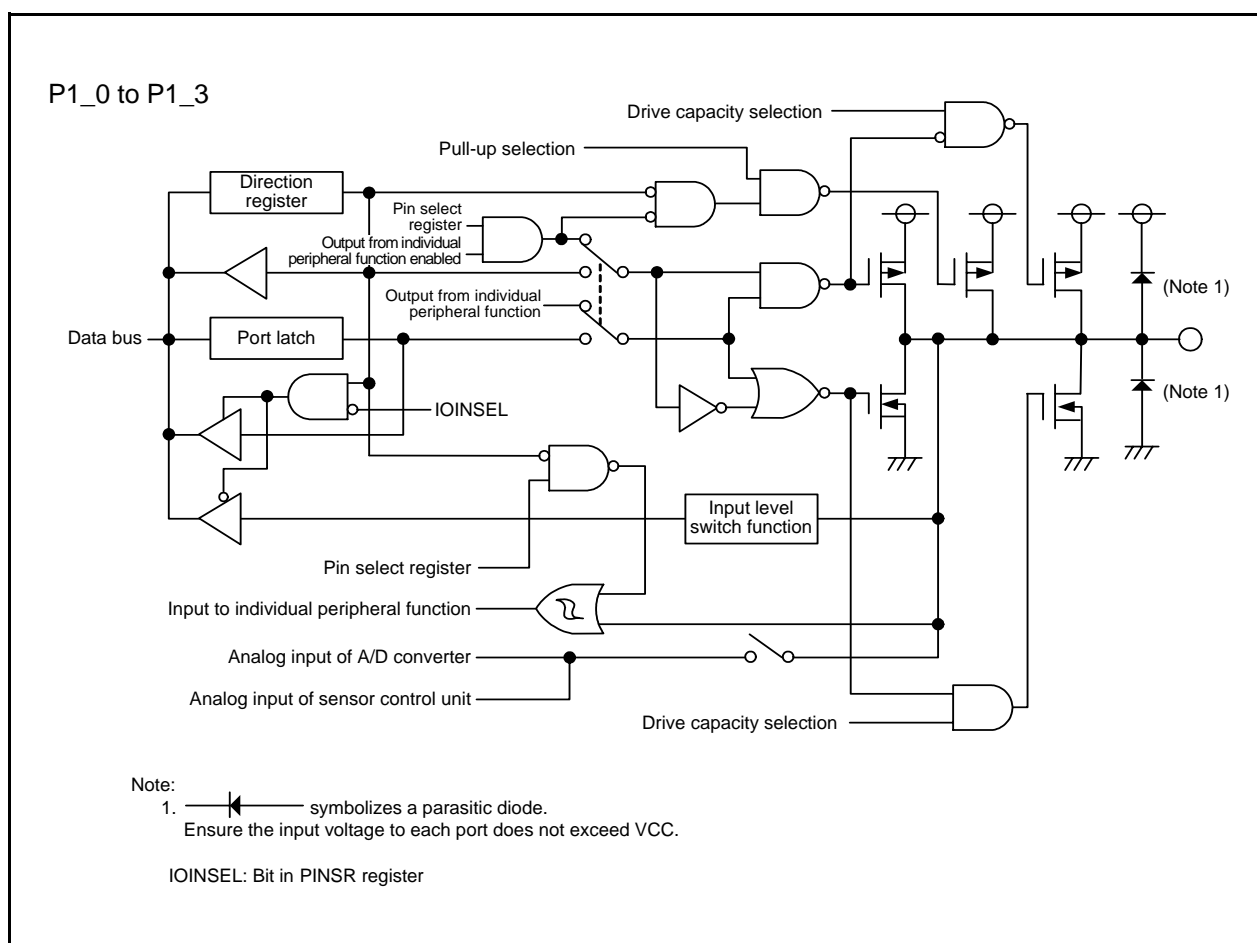 P1_0 to P1_3
Drive capacity selection
Pull-up selection
Direction
register
Pin select
register
Output from individual
peripheral function enabled
Output from individual
peripheral function
(Note 1)
Data bus
Port latch
IOINSEL
(Note 1)
Input level
switch function
Pin select register
Input to individual peripheral function
Analog input of A/D converter
Analog input of sensor control unit
Drive capacity selection
Note:
1. symbolizes a parasitic diode.
Ensure the input voltage to each port does not exceed VCC.
IOINSEL: Bit in PINSR register